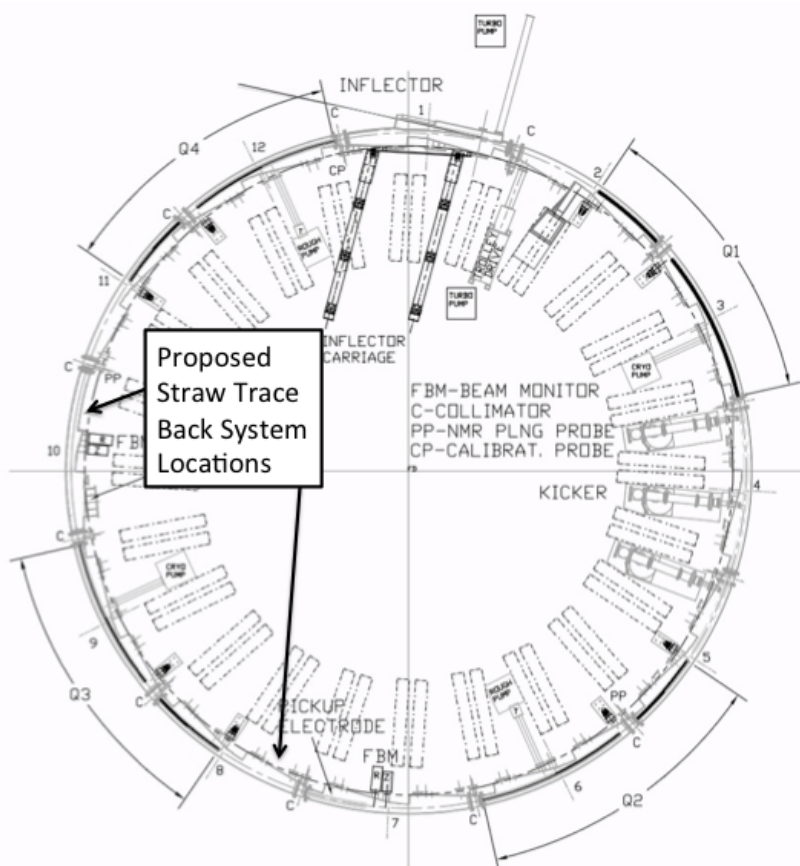 TURBO
PUMP
INFLECTOR
1
C
C
Q4
12
CP
2
C
ROUGH
PUMP
Q1
11
3
TURBO
PUMP
INFLECTOR
CARRIAGE
C
PP
Proposed
Straw Trace
Back System
Locations
CRYO
PUMP
FBM-BEAM MONITOR
C-COLLIMATOR
PP-NMR PLNG PROBE
CP-CALIBRAT. PROBE
10
FBM
R
Z
KICKER
4
C
CRYO
PUMP
9
5
Q3
C
PP
ROUGH
PUMP
PICKUP
ELECTRODE
C
FBM
8
R
Z
6
Q2
C
C
7